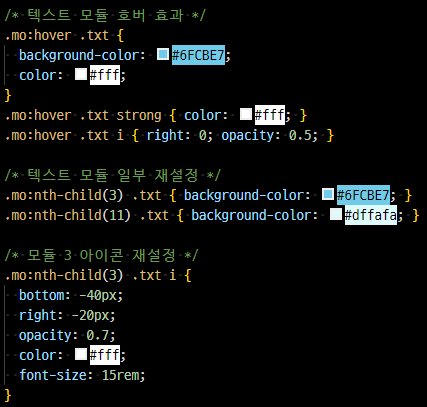 /* 텍스트 모듈 호버 효과 */
.mo:hover .txt {
  background-color: #6FCBE7;
  color: #fff;
}
.mo:hover .txt strong { color: #fff; }
.mo:hover .txt i { right: 0; opacity: 0.5; }

/* 텍스트 모듈 일부 재설정 */
.mo:nth-child(3) .txt { background-color: #6FCBE7; }
.mo:nth-child(11) .txt { background-color: #dffafa; }

/* 모듈 3 아이콘 재설정 */
.mo:nth-child(3) .txt i {
  bottom: -40px;
  right: -20px;
  opacity: 0.7;
  color: #fff;
  font-size: 15rem;
}